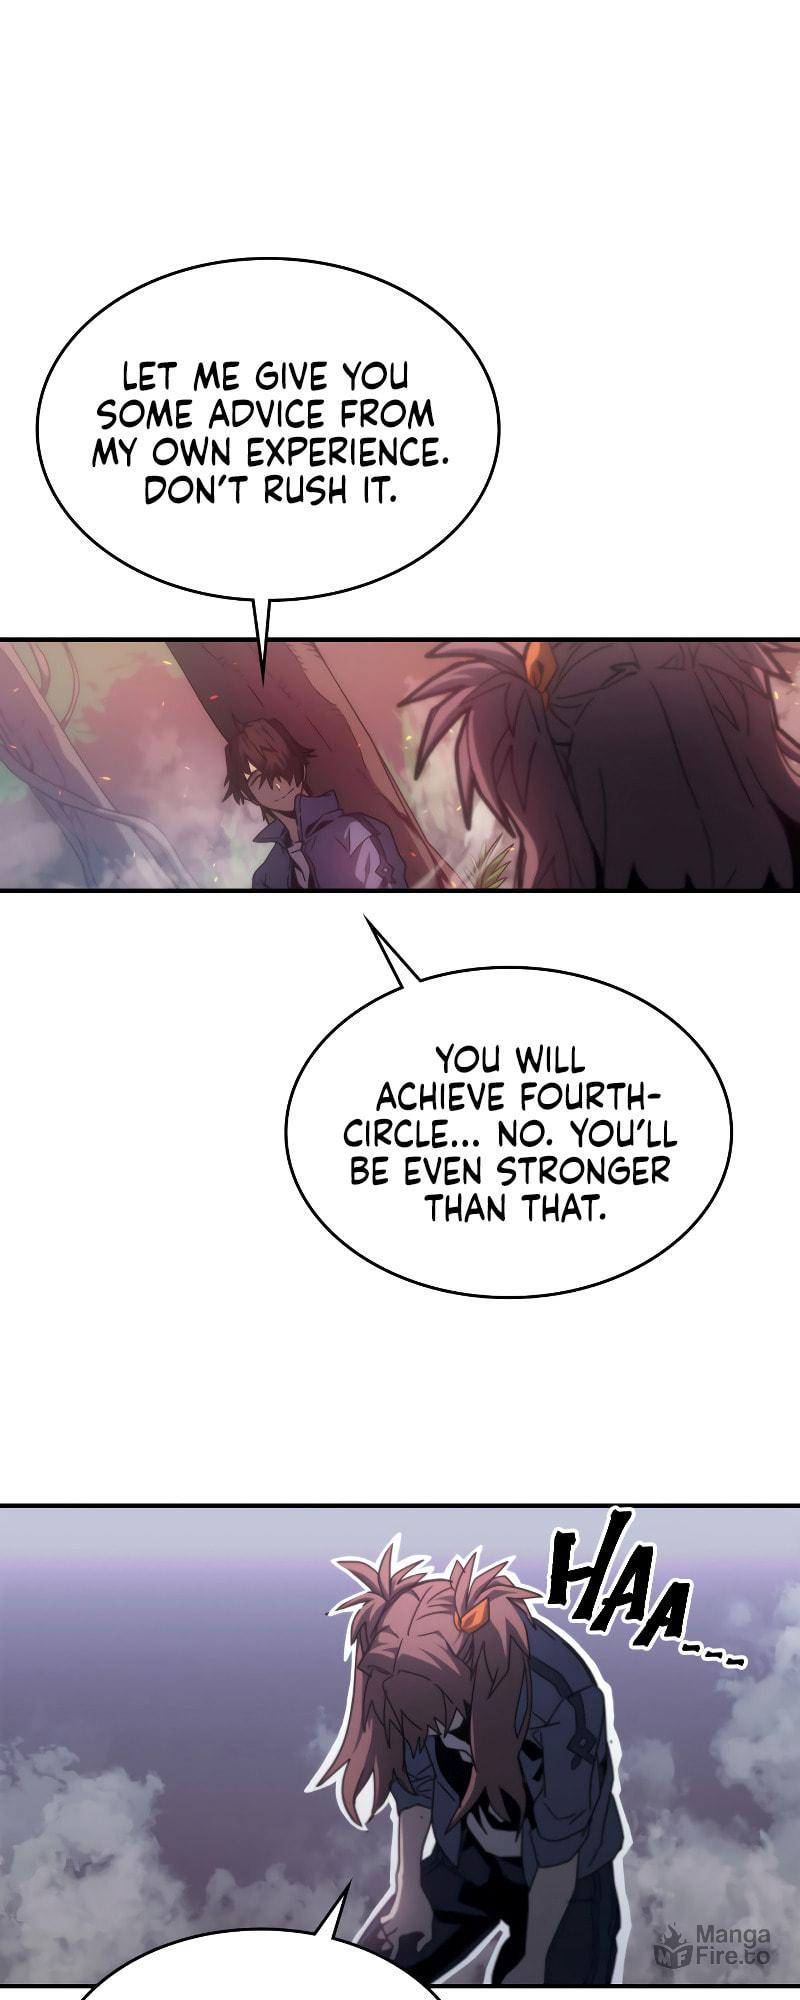 LET ME GIVE YOU
SOME ADVICE FROM
MY OWN EXPERIENCE.
DON'T RUSH IT.
YOU WILL
ACHIEVE FOURTH-
CIRCLE... NO. YOU'LL
BE EVEN STRONGER
THAN THAT.
HAA...
Manga
Fire.to